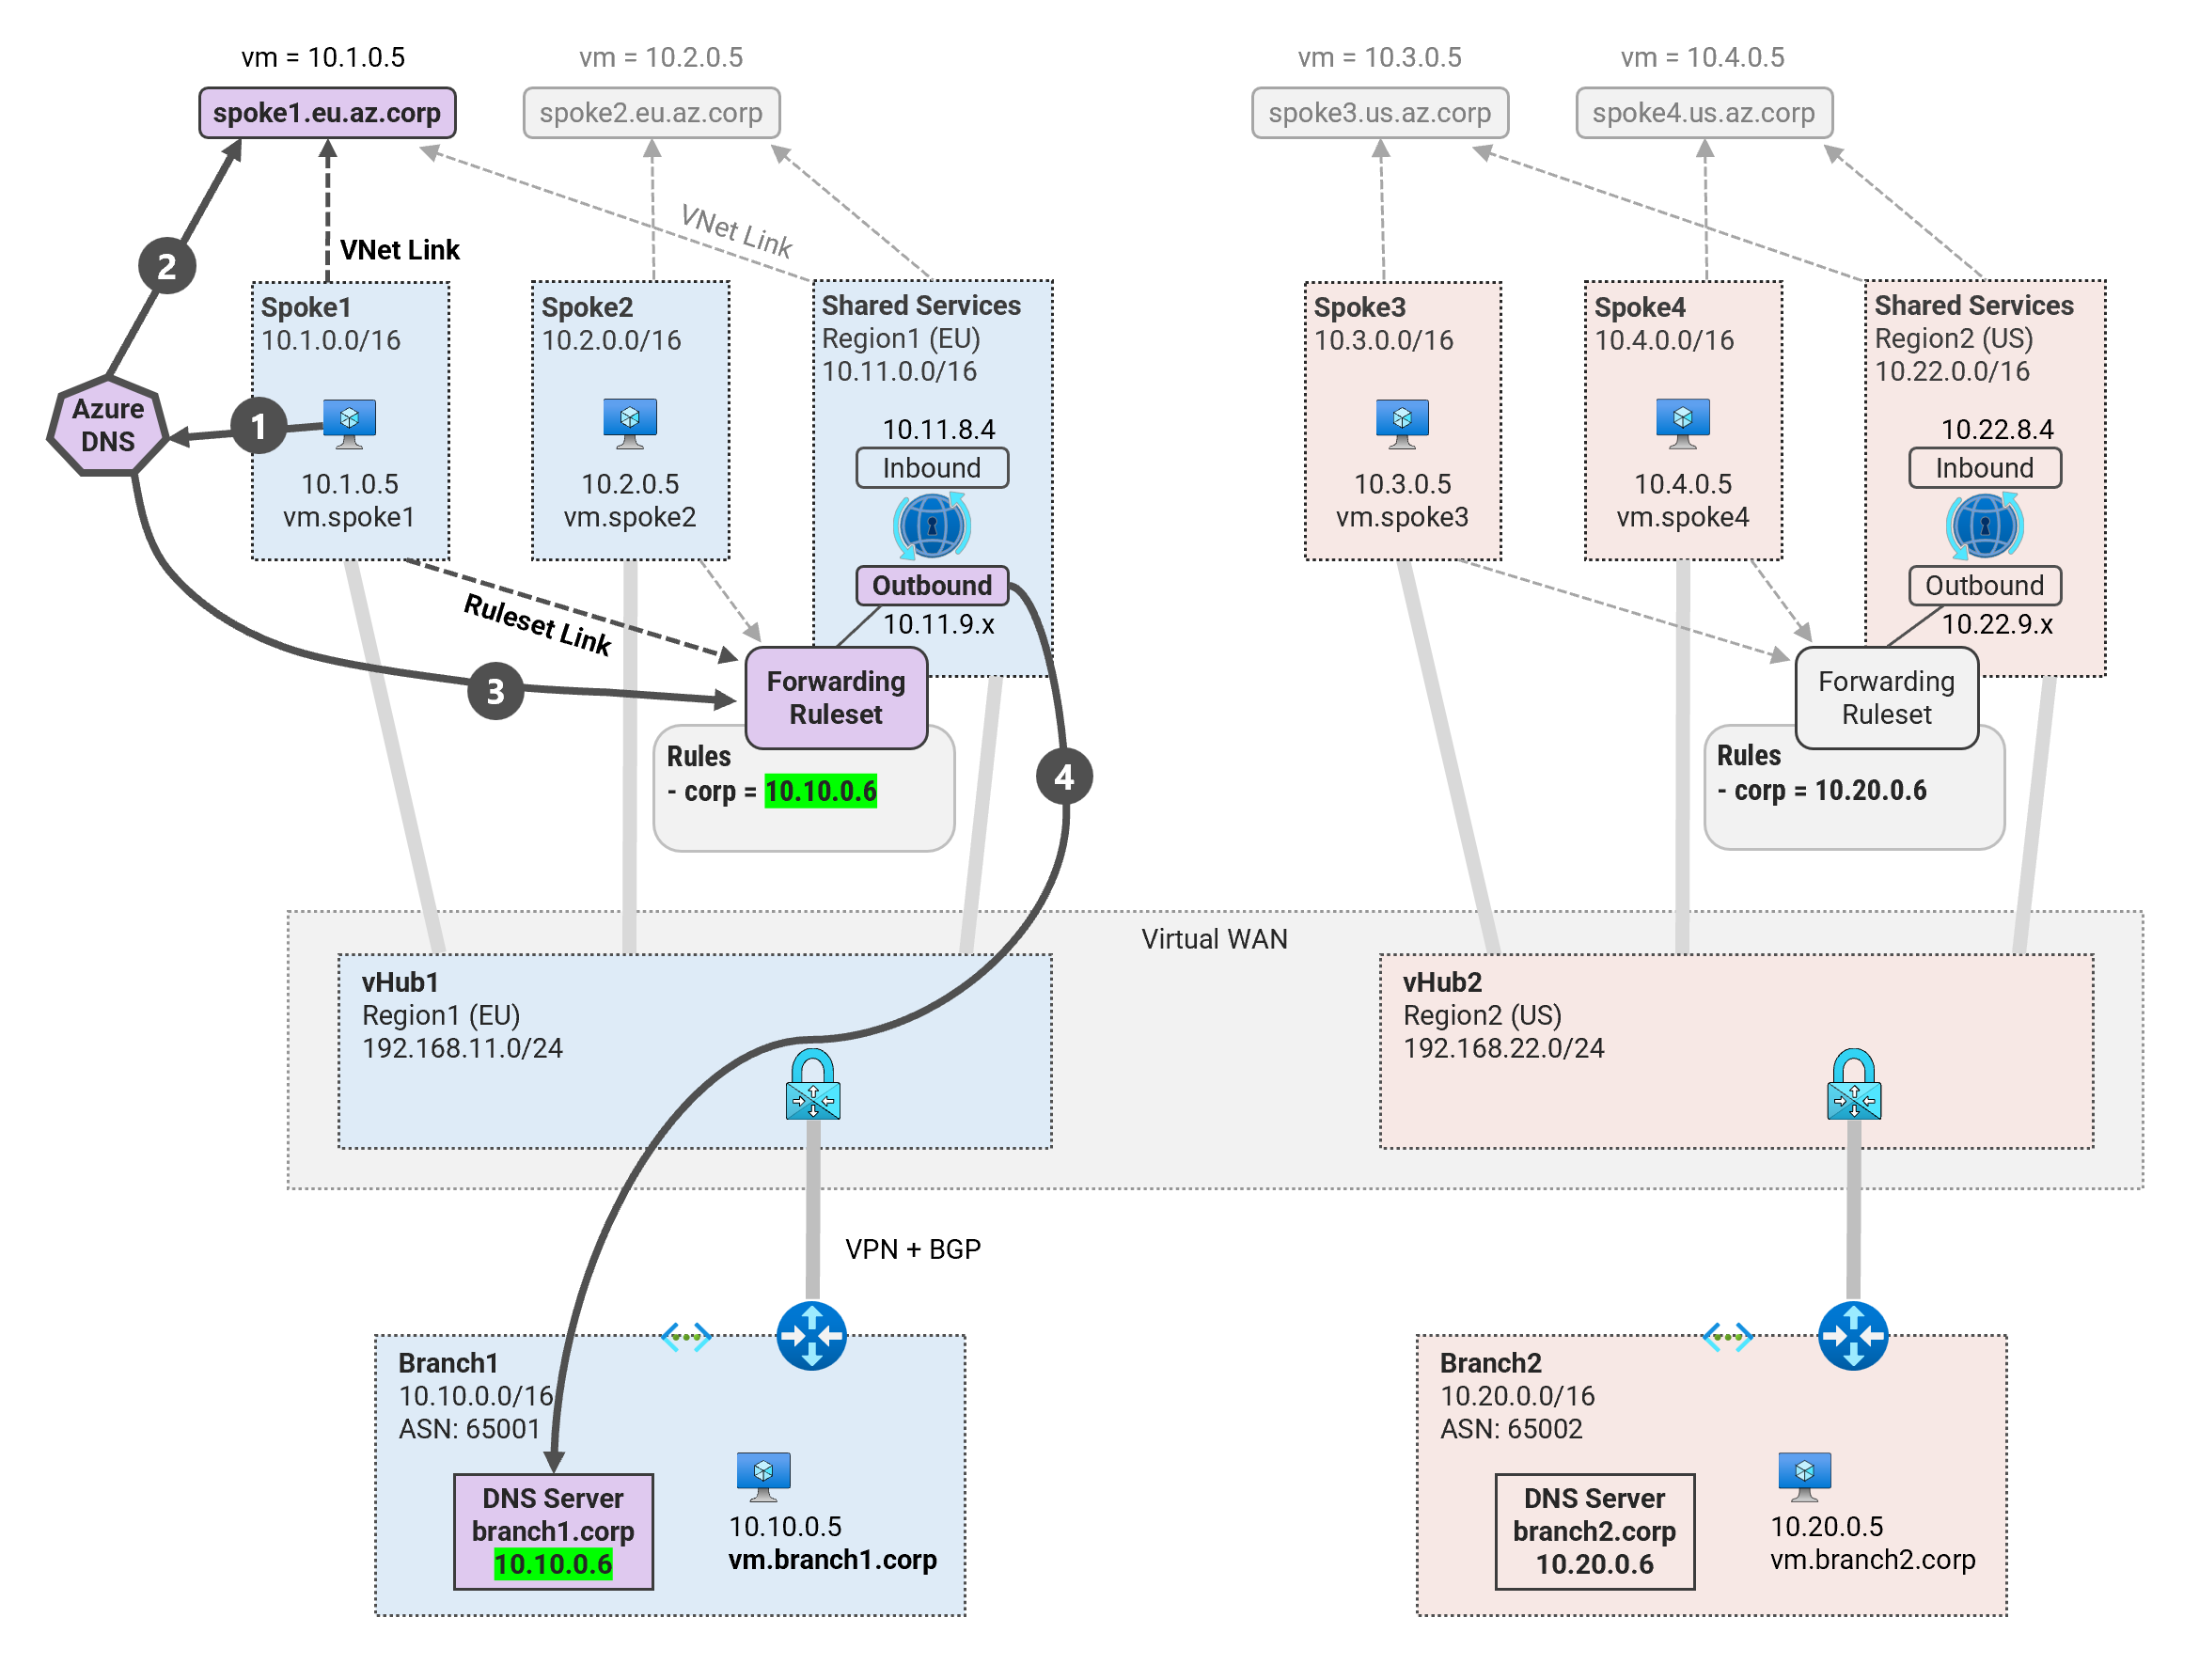 vm = 10.1.0.5
vm = 10.2.0.5
vm = 10.3.0.5
vm = 10.4.0.5
spoke1.eu.az.corp
spoke2.eu.az.corp
spoke3.us.az.corp
spoke4.us.az.corp
2
VNet Link
VNet Link
Spoke1
10.1.0.0/16
Spoke2
10.2.0.0/16
Shared Services
Region1 (EU)
10.11.0.0/16
Spoke3
10.3.0.0/16
Spoke4
10.4.0.0/16
Shared Services
Region2 (US)
10.22.0.0/16
Azure
DNS
1
10.1.0.5
vm.spoke1
10.2.0.5
vm.spoke2
10.11.8.4
Inbound
Outbound
10.11.9.x
10.3.0.5
vm.spoke3
10.4.0.5
vm.spoke4
10.22.8.4
Inbound
Outbound
10.22.9.x
Ruleset Link
3
Forwarding
Ruleset
Rules
- corp = 10.10.0.6
4
Forwarding
Ruleset
Rules
- corp = 10.20.0.6
Virtual WAN
vHub1
Region1 (EU)
192.168.11.0/24
vHub2
Region2 (US)
192.168.22.0/24
VPN + BGP
Branch1
10.10.0.0/16
ASN: 65001
DNS Server
branch1.corp
10.10.0.6
10.10.0.5
vm.branch1.corp
Branch2
10.20.0.0/16
ASN: 65002
DNS Server
branch2.corp
10.20.0.6
10.20.0.5
vm.branch2.corp